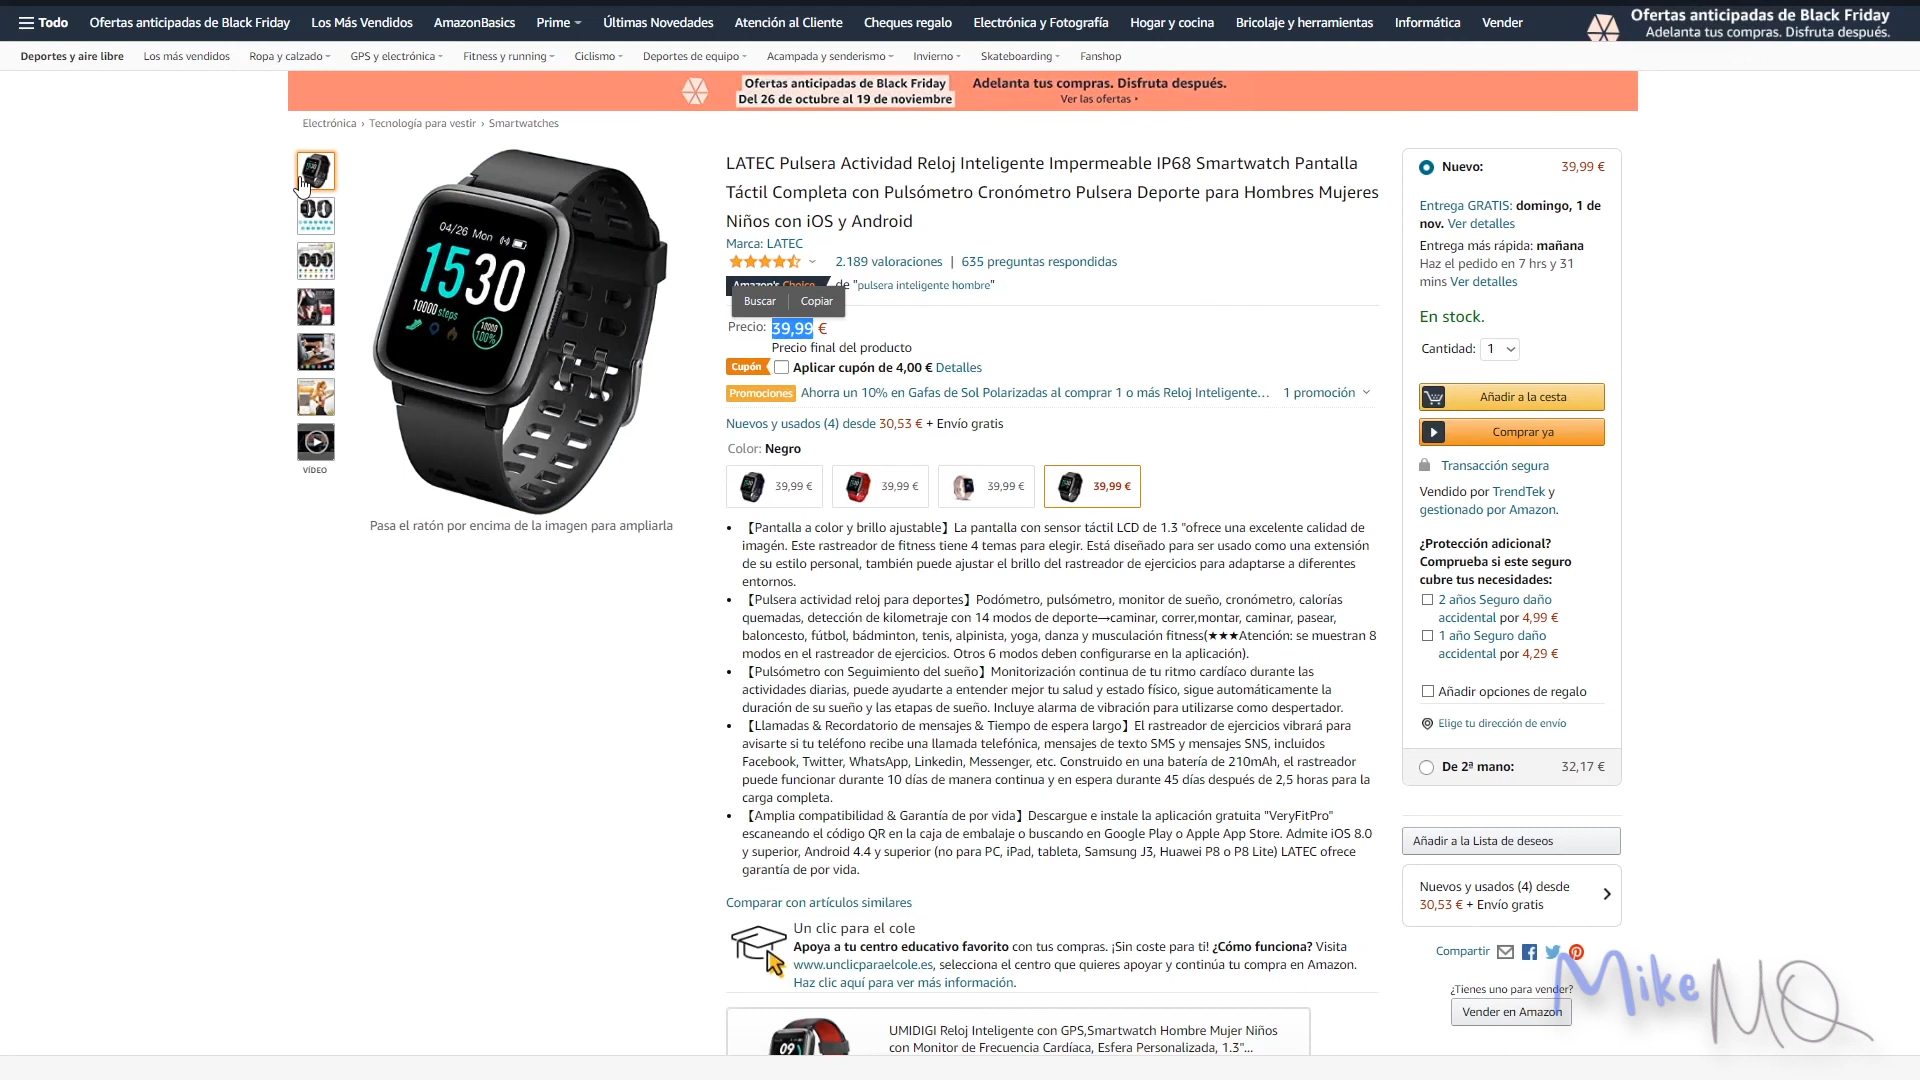 Todo Ofertas anticipadas de Black Friday Los Más Vendidos AmazonBasics Prime Últimas Novedades Atención al Cliente Cheques regalo Electrónica y Fotografía Hogar y cocina Bricolaje y herramientas Informática Vender
Ofertas anticipadas de Black Friday
Adelanta tus compras. Disfruta después.
Deportes y aire libre Los más vendidos Ropa y calzado GPS y electrónica Fitness y running Ciclismo Deportes de equipo Acampada y senderismo Invierno Skateboarding Fanshop
Ofertas anticipadas de Black Friday
Del 26 de octubre al 19 de noviembre
Adelanta tus compras. Disfruta después.
Ver las ofertas
Electrónica › Tecnología para vestir › Smartwatches
VÍDEO
04/26 Mon
1530
10000 steps
10000
100%
Pasa el ratón por encima de la imagen para ampliarla
LATEC Pulsera Actividad Reloj Inteligente Impermeable IP68 Smartwatch Pantalla
Táctil Completa con Pulsómetro Cronómetro Pulsera Deporte para Hombres Mujeres
Niños con iOS y Android
Marca: LATEC
2.189 valoraciones | 635 preguntas respondidas
Amazon's Choice de "pulsera inteligente hombre"
Buscar Copiar
Precio: 39,99 €
Precio final del producto
Cupón Aplicar cupón de 4,00 € Detalles
Promociones Ahorra un 10% en Gafas de Sol Polarizadas al comprar 1 o más Reloj Inteligente… 1 promoción
Nuevos y usados (4) desde 30,53 € + Envío gratis
Color: Negro
39,99 € 39,99 € 39,99 € 39,99 €
• 【Pantalla a color y brillo ajustable】La pantalla con sensor táctil LCD de 1.3 "ofrece una excelente calidad de
imagén. Este rastreador de fitness tiene 4 temas para elegir. Está diseñado para ser usado como una extensión
de su estilo personal, también puede ajustar el brillo del rastreador de ejercicios para adaptarse a diferentes
entornos.
• 【Pulsera actividad reloj para deportes】Podómetro, pulsómetro, monitor de sueño, cronómetro, calorías
quemadas, detección de kilometraje con 14 modos de deporte→caminar, correr,montar, caminar, pasear,
baloncesto, fútbol, bádminton, tenis, alpinista, yoga, danza y musculación fitness(★★★Atención: se muestran 8
modos en el rastreador de ejercicios. Otros 6 modos deben configurarse en la aplicación).
• 【Pulsómetro con Seguimiento del sueño】Monitorización continua de tu ritmo cardíaco durante las
actividades diarias, puede ayudarte a entender mejor tu salud y estado físico, sigue automáticamente la
duración de su sueño y las etapas de sueño. Incluye alarma de vibración para utilizarse como despertador.
• 【Llamadas & Recordatorio de mensajes & Tiempo de espera largo】El rastreador de ejercicios vibrará para
avisarte si tu teléfono recibe una llamada telefónica, mensajes de texto SMS y mensajes SNS, incluidos
Facebook, Twitter, WhatsApp, Linkedin, Messenger, etc. Construido en una batería de 210mAh, el rastreador
puede funcionar durante 10 días de manera continua y en espera durante 45 días después de 2,5 horas para la
carga completa.
• 【Amplia compatibilidad & Garantía de por vida】Descargue e instale la aplicación gratuita "VeryFitPro"
escaneando el código QR en la caja de embalaje o buscando en Google Play o Apple App Store. Admite iOS 8.0
y superior, Android 4.4 y superior (no para PC, iPad, tableta, Samsung J3, Huawei P8 o P8 Lite) LATEC ofrece
garantía de por vida.
Comparar con artículos similares
Un clic para el cole
Apoya a tu centro educativo favorito con tus compras. ¡Sin coste para ti! ¿Cómo funciona? Visita
www.unclicparaelcole.es, selecciona el centro que quieres apoyar y continúa tu compra en Amazon.
Haz clic aquí para ver más información.
UMIDIGI Reloj Inteligente con GPS,Smartwatch Hombre Mujer Niños
con Monitor de Frecuencia Cardíaca, Esfera Personalizada, 1.3"...
09
Nuevo: 39,99 €
Entrega GRATIS: domingo, 1 de
nov. Ver detalles
Entrega más rápida: mañana
Haz el pedido en 7 hrs y 31
mins Ver detalles
En stock.
Cantidad: 1
Añadir a la cesta
Comprar ya
Transacción segura
Vendido por TrendTek y
gestionado por Amazon.
¿Protección adicional?
Comprueba si este seguro
cubre tus necesidades:
2 años Seguro daño
accidental por 4,99 €
1 año Seguro daño
accidental por 4,29 €
Añadir opciones de regalo
Elige tu dirección de envío
De 2ª mano: 32,17 €
Añadir a la Lista de deseos
Nuevos y usados (4) desde
30,53 € + Envío gratis
Compartir
¿Tienes uno para vender?
Vender en Amazon
Mike MQ